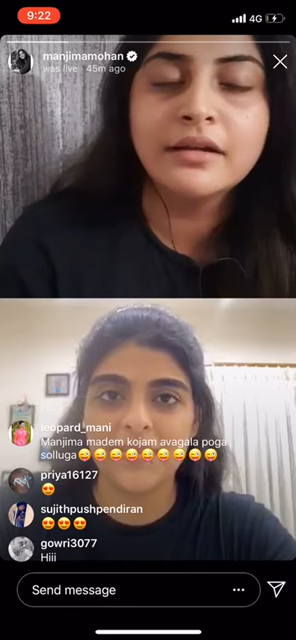 9:22
4G
manjimamohan
was live · 45m ago
leopard_mani
Manjima madem kojam avagala poga
solluga😜😜😜😜😜😜😜😜😜
priya16127
😍
sujithpushpendiran
😍😍😍
gowri3077
Hiii
Send message